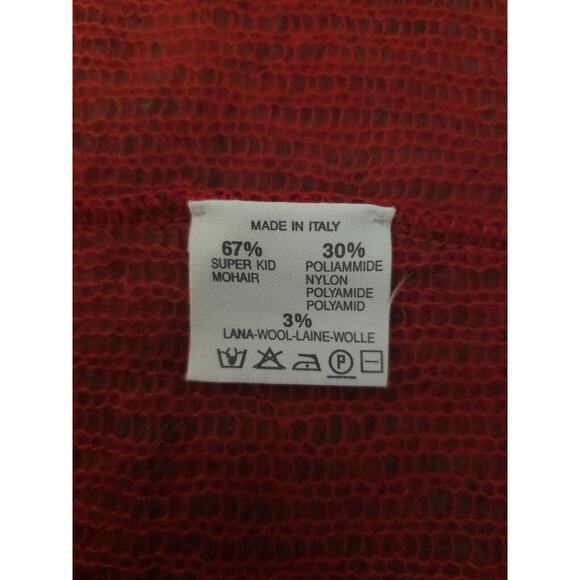 MADE IN ITALY
67%
SUPER KID
MOHAIR
30%
POLIAMMIDE
NYLON
POLYAMIDE
POLYAMID
3%
LANA-WOOL-LAINE-WOLLE
P